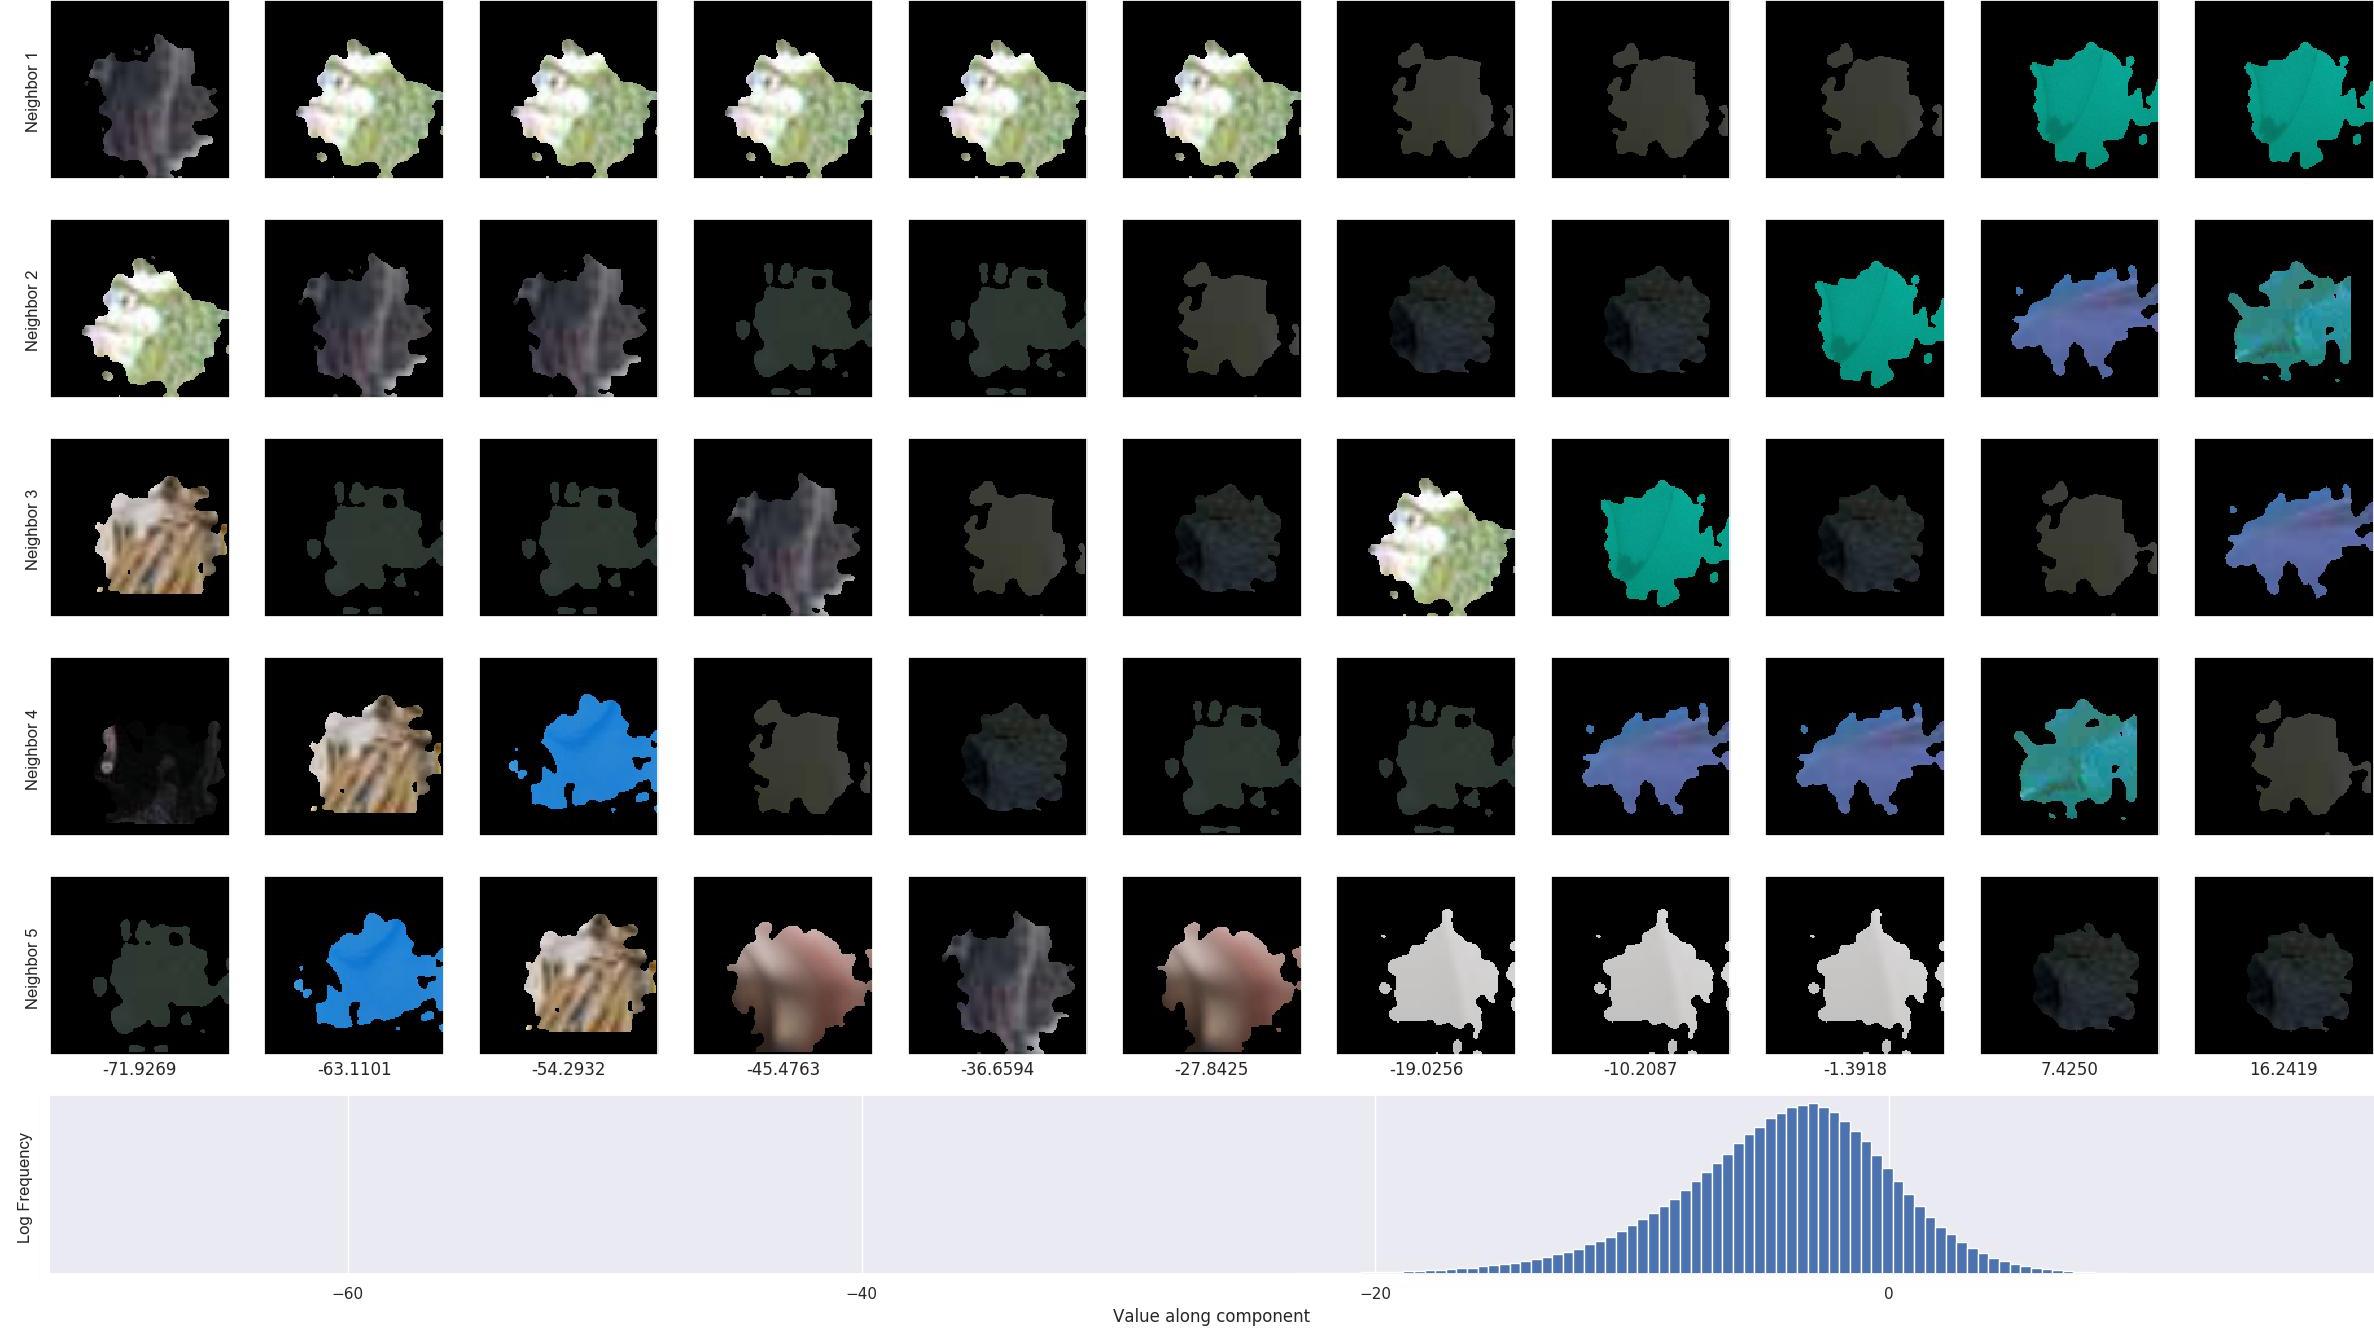 Neighbor 1
Neighbor 2
Neighbor 3
Neighbor 4
Neighbor 5
-71.9269 -63.1101 -54.2932 -45.4763 -36.6594 -27.8425 -19.0256 -10.2087 -1.3918 7.4250 16.2419
Log Frequency
−60 −40 −20 0
Value along component